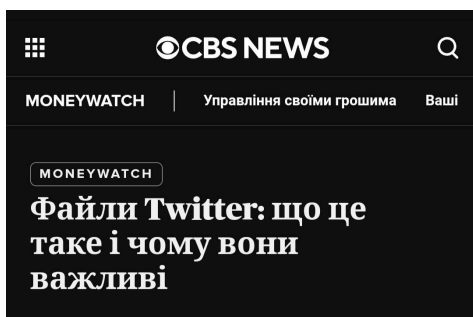 CBS NEWS
MONEYWATCH Управління своїми грошима Ваші
MONEYWATCH
Файли Twitter: що це
таке і чому вони
важливі